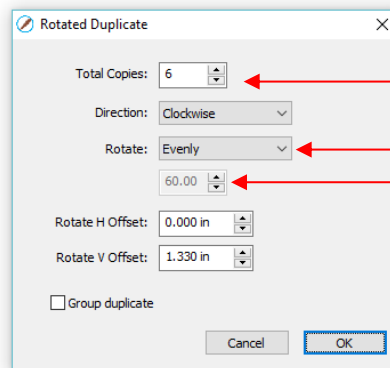 Rotated Duplicate
Total Copies: 6
Direction: Clockwise
Rotate: Evenly
60.00
Rotate H Offset: 0.000 in
Rotate V Offset: 1.330 in
Group duplicate
Cancel OK